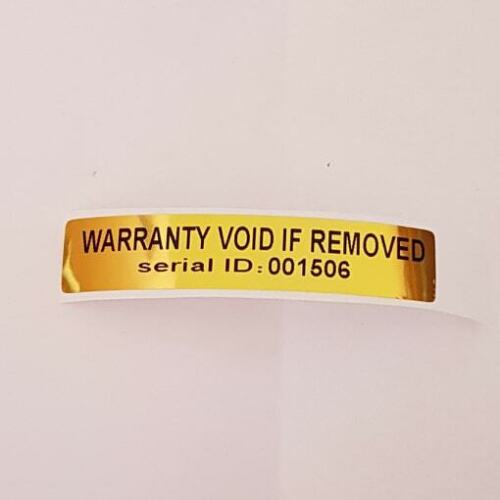 WARRANTY VOID IF REMOVED
serial ID: 001506